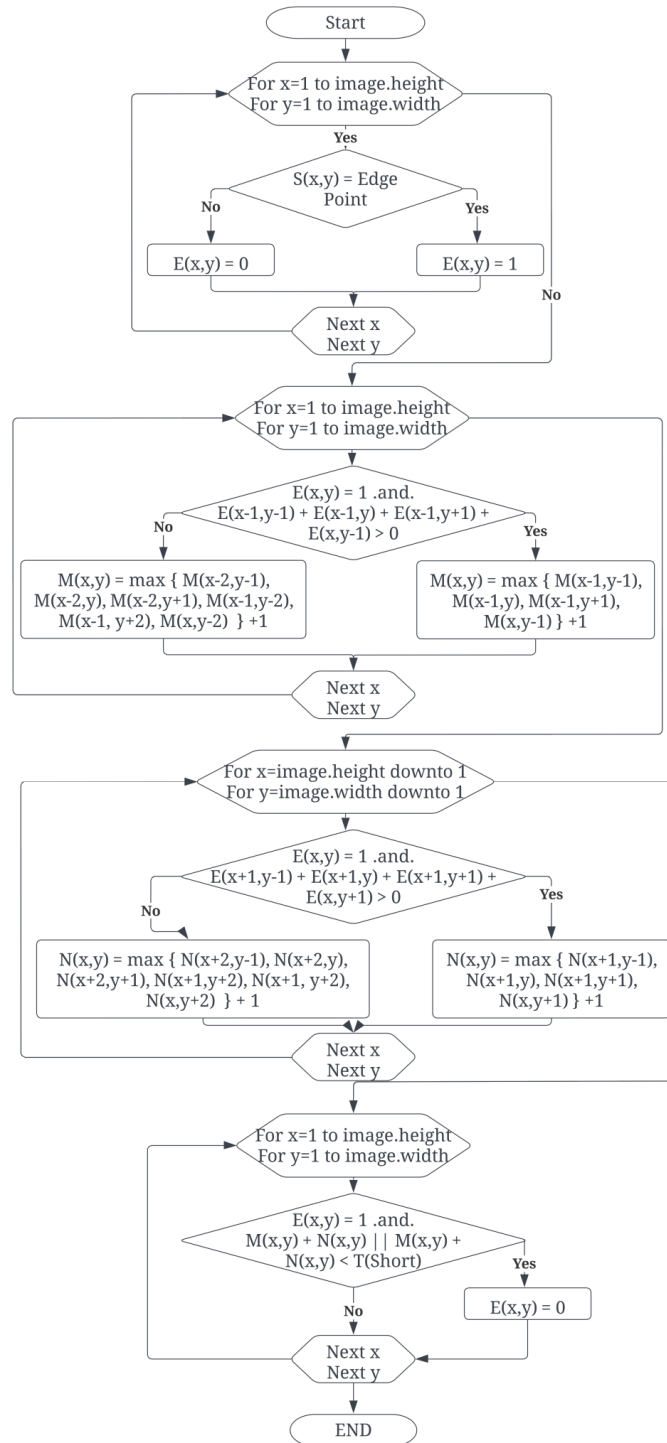 Start
For x=1 to image.height
For y=1 to image.width
Yes
S(x,y) = Edge
Point
No
Yes
E(x,y) = 0
E(x,y) = 1
No
Next x
Next y
For x=1 to image.height
For y=1 to image.width
E(x,y) = 1 .and.
E(x-1,y-1) + E(x-1,y) + E(x-1,y+1) +
E(x,y-1) > 0
No
Yes
M(x,y) = max { M(x-2,y-1),
M(x-2,y), M(x-2,y+1), M(x-1,y-2),
M(x-1, y+2), M(x,y-2)  } +1
M(x,y) = max { M(x-1,y-1),
M(x-1,y), M(x-1,y+1),
M(x,y-1) } +1
Next x
Next y
For x=image.height downto 1
For y=image.width downto 1
E(x,y) = 1 .and.
E(x+1,y-1) + E(x+1,y) + E(x+1,y+1) +
E(x,y+1) > 0
No
Yes
N(x,y) = max { N(x+2,y-1), N(x+2,y),
N(x+2,y+1), N(x+1,y+2), N(x+1, y+2),
N(x,y+2)  } + 1
N(x,y) = max { N(x+1,y-1),
N(x+1,y), N(x+1,y+1),
N(x,y+1) } +1
Next x
Next y
For x=1 to image.height
For y=1 to image.width
E(x,y) = 1 .and.
M(x,y) + N(x,y) || M(x,y) +
N(x,y) < T(Short)
Yes
No
E(x,y) = 0
Next x
Next y
END